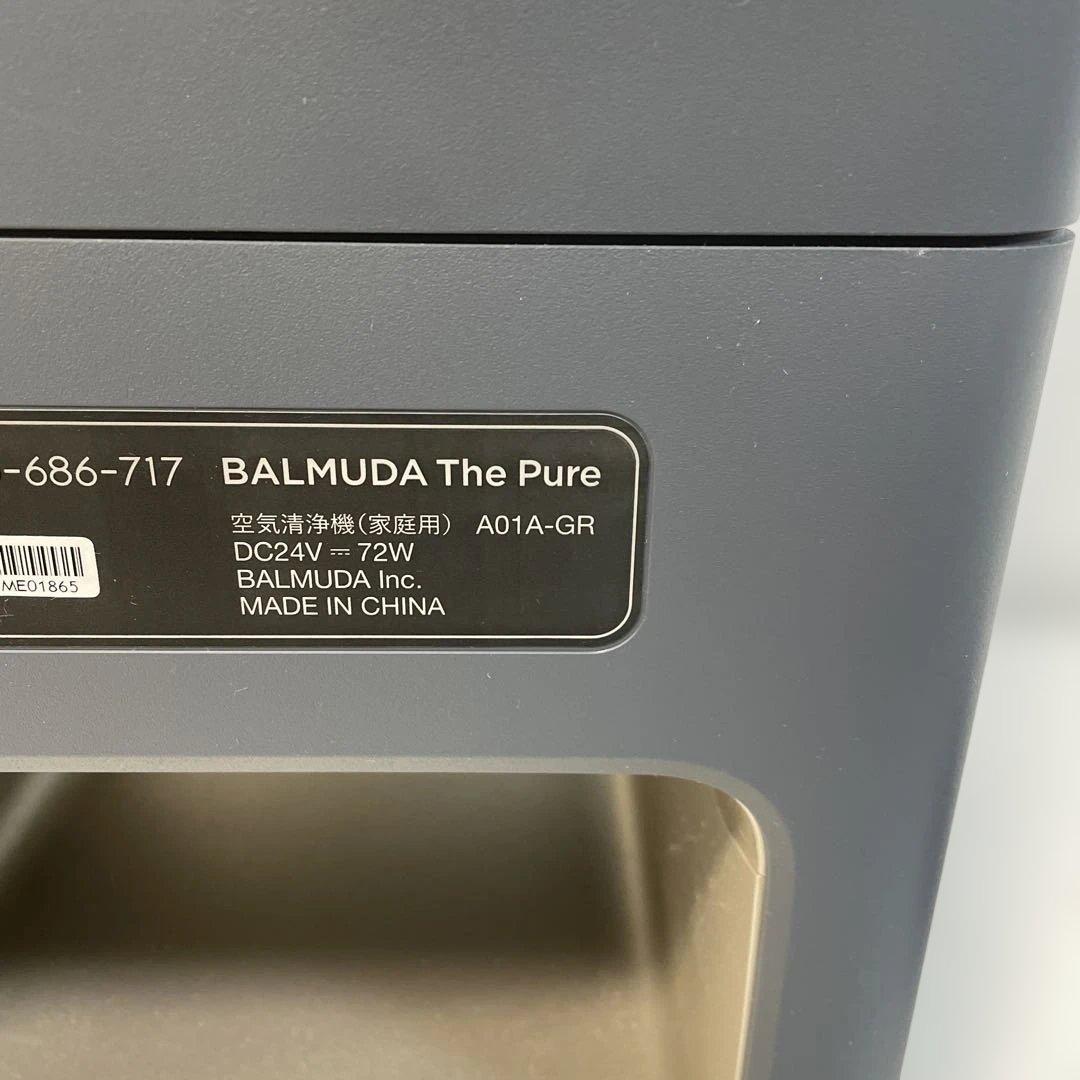 -686-717 BALMUDA The Pure
空気清浄機(家庭用) A01A-GR
DC24V ⎓ 72W
ME01865
BALMUDA Inc.
MADE IN CHINA